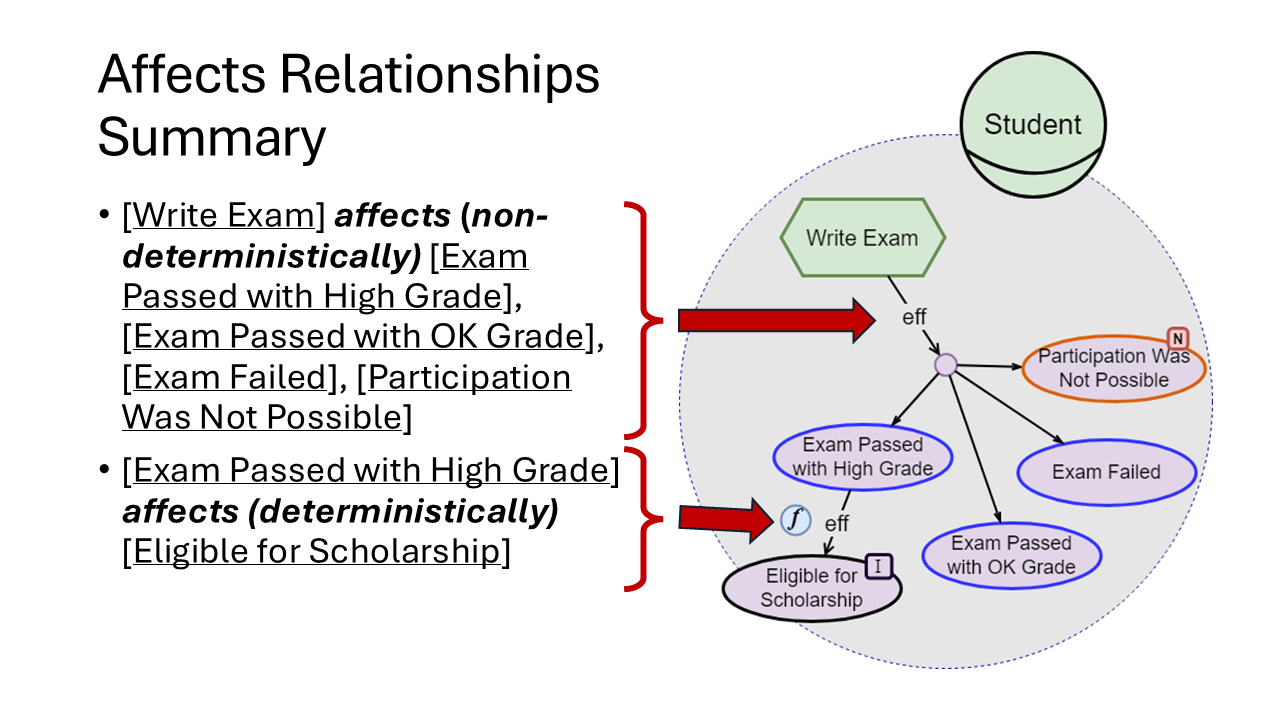 Affects Relationships
Summary
• [Write Exam] affects (non-
deterministically) [Exam
Passed with High Grade],
[Exam Passed with OK Grade],
[Exam Failed], [Participation
Was Not Possible]
• [Exam Passed with High Grade]
affects (deterministically)
[Eligible for Scholarship]
Student
Write Exam
eff
N
Participation Was
Not Possible
Exam Passed
with High Grade
Exam Failed
f
eff
Exam Passed
with OK Grade
I
Eligible for
Scholarship